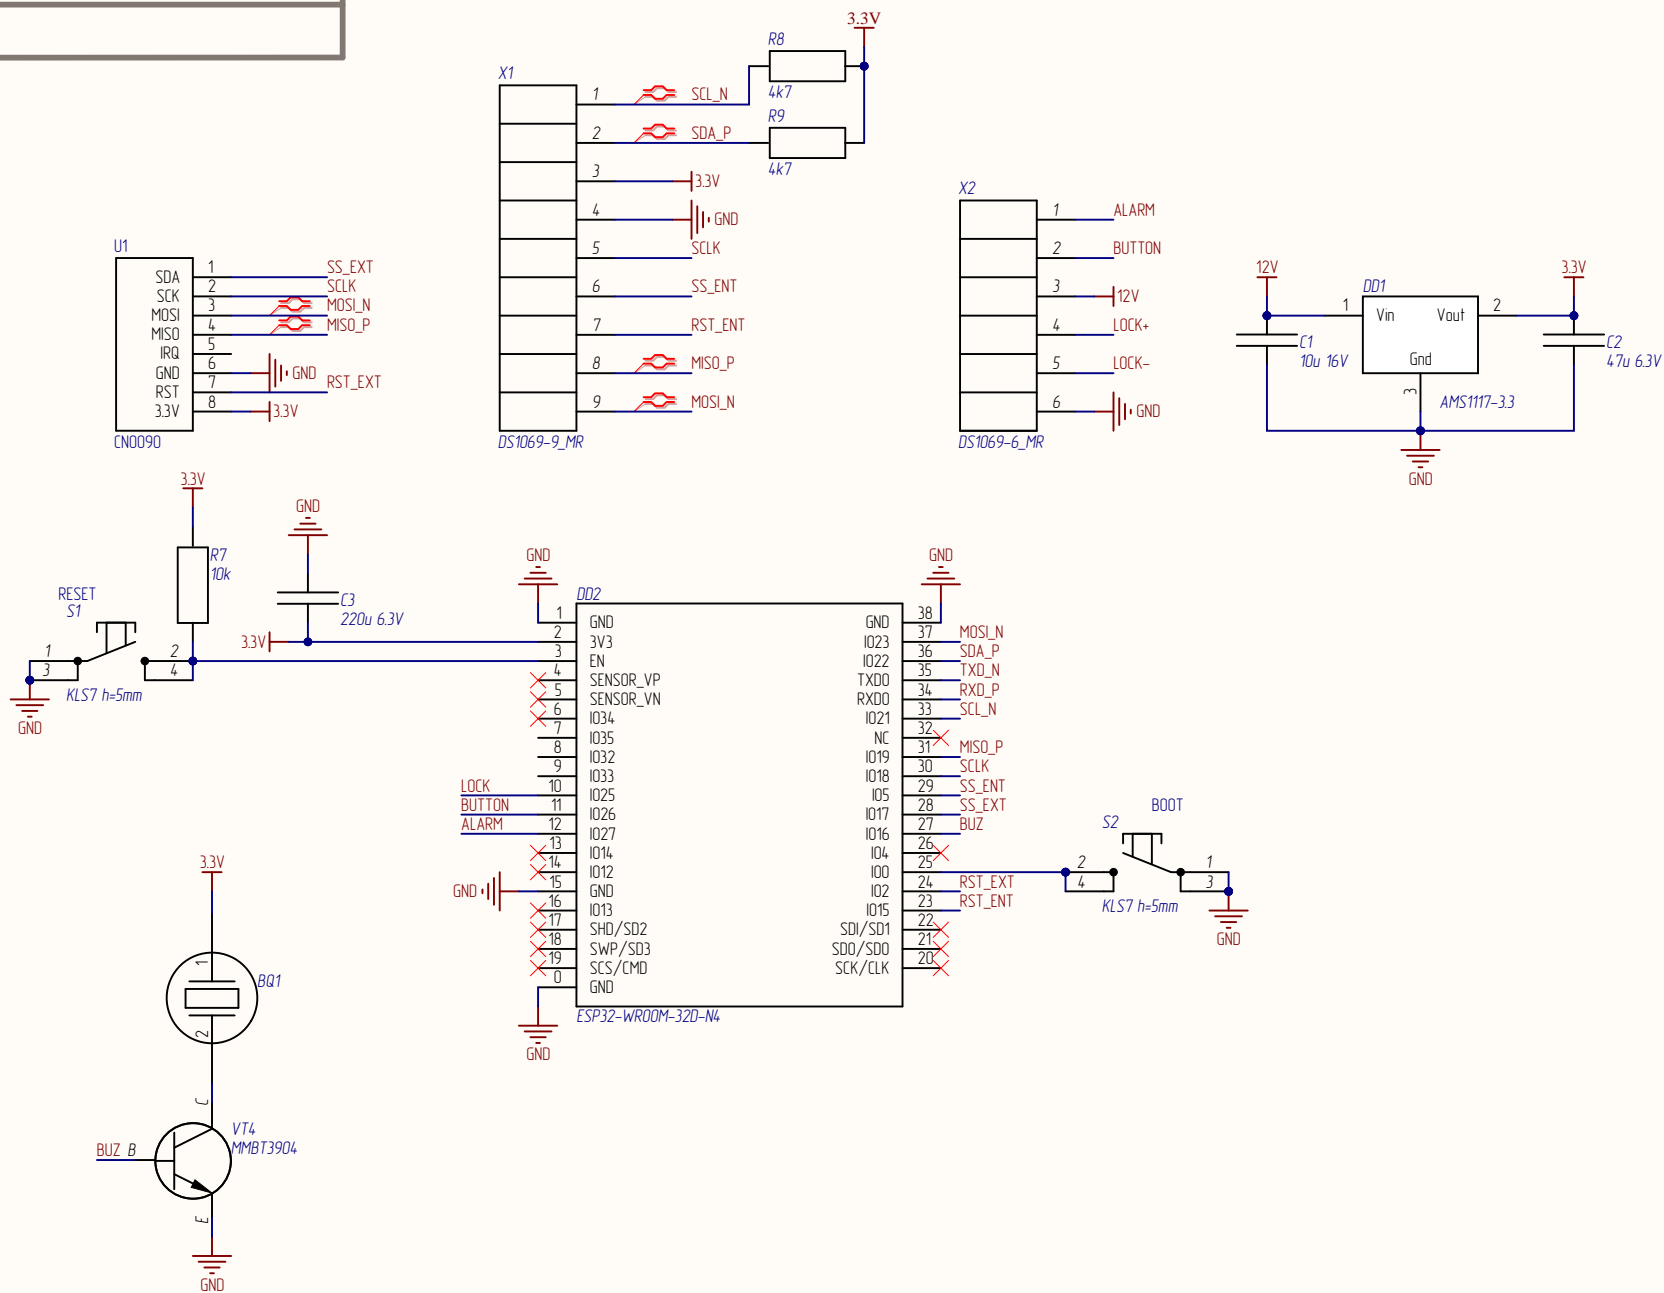 3.3V
R8
4k7
R9
4k7
X1
1 SCL_N
2 SDA_P
3 3.3V
4 GND
5 SCLK
6 SS_ENT
7 RST_ENT
8 MISO_P
9 MOSI_N
DS1069-9_MR
U1
SDA 1 SS_EXT
SCK 2 SCLK
MOSI 3 MOSI_N
MISO 4 MISO_P
IRQ 5
GND 6 GND
RST 7 RST_EXT
3.3V 8 3.3V
CN0090
X2
1 ALARM
2 BUTTON
3 12V
4 LOCK+
5 LOCK-
6 GND
DS1069-6_MR
12V
3.3V
DD1
1 Vin Vout 2
Gnd
3
AMS1117-3.3
C1
10u 16V
C2
47u 6.3V
GND
3.3V
R7
10k
GND
C3
220u 6.3V
3.3V
RESET
S1
1 2
3 4
KLS7 h=5mm
GND
GND
GND
DD2
1 GND
2 3V3
3 EN
4 SENSOR_VP
5 SENSOR_VN
6 IO34
7 IO35
8 IO32
9 IO33
LOCK 10 IO25
BUTTON 11 IO26
ALARM 12 IO27
13 IO14
14 IO12
GND 15 GND
16 IO13
17 SHD/SD2
18 SWP/SD3
19 SCS/CMD
0 GND
GND
GND 38
IO23 37 MOSI_N
IO22 36 SDA_P
TXD0 35 TXD_N
RXD0 34 RXD_P
IO21 33 SCL_N
NC 32
IO19 31 MISO_P
IO18 30 SCLK
IO5 29 SS_ENT
IO17 28 SS_EXT
IO16 27 BUZ
IO4 26
IO0 25
IO2 24 RST_EXT
IO15 23 RST_ENT
SDI/SD1 22
SDO/SD0 21
SCK/CLK 20
ESP32-WROOM-32D-N4
BOOT
S2
2 1
4 3
KLS7 h=5mm
GND
3.3V
1
BQ1
2
C
VT4
MMBT3904
BUZ B
E
GND